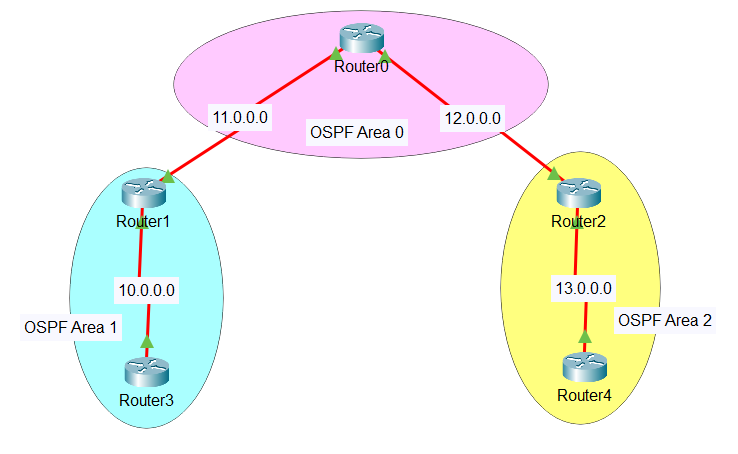 Router0
11.0.0.0
12.0.0.0
OSPF Area 0
Router1
Router2
10.0.0.0
13.0.0.0
OSPF Area 1
OSPF Area 2
Router3
Router4